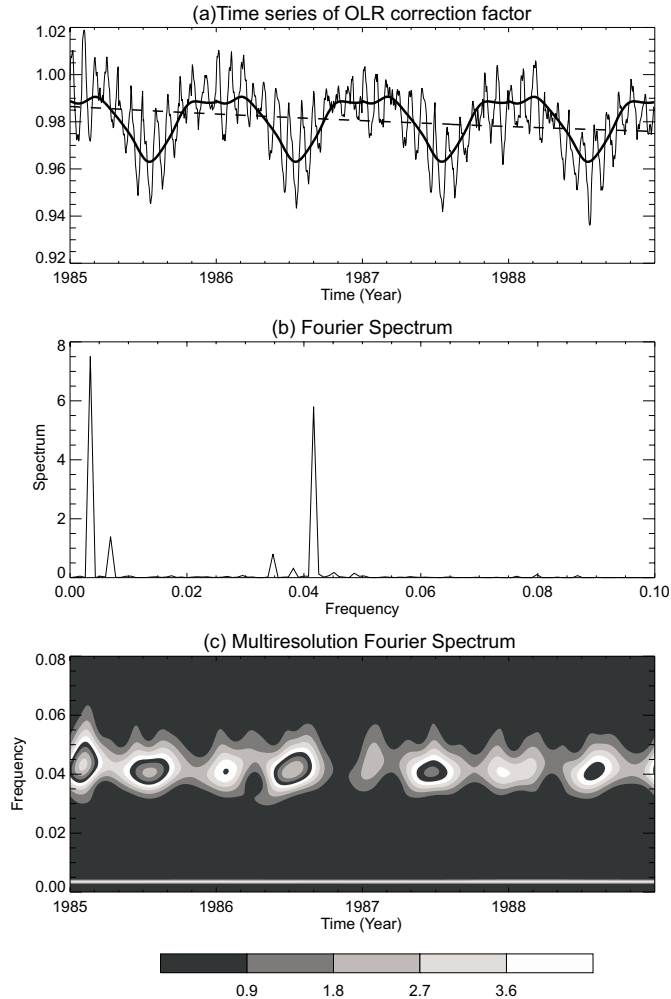 (a)Time series of OLR correction factor
1.02
1.00
0.98
0.96
0.94
0.92
1985 1986 1987 1988
Time (Year)
(b) Fourier Spectrum
8
6
4
2
0
Spectrum
0.00 0.02 0.04 0.06 0.08 0.10
Frequency
(c) Multiresolution Fourier Spectrum
0.08
0.06
0.04
0.02
0.00
Frequency
1985 1986 1987 1988
Time (Year)
0.9 1.8 2.7 3.6